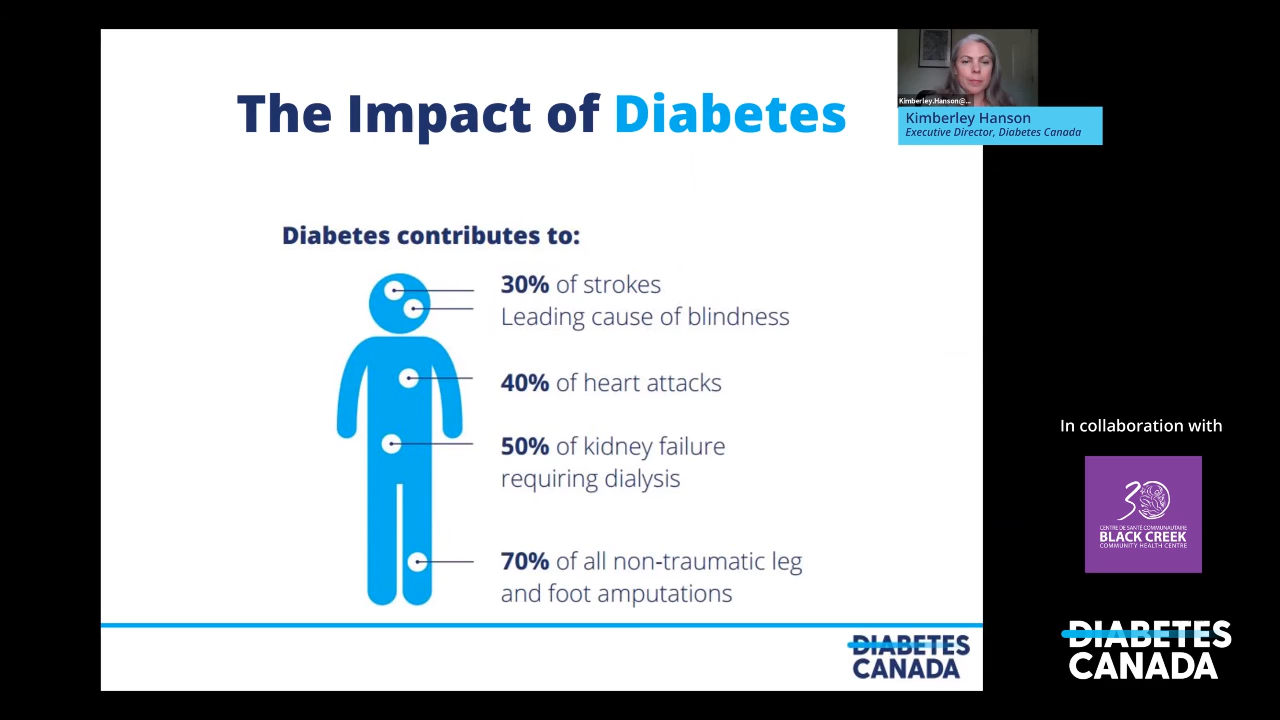 The Impact of Diabetes
Diabetes contributes to:
30% of strokes
Leading cause of blindness
40% of heart attacks
50% of kidney failure
requiring dialysis
70% of all non-traumatic leg
and foot amputations
DIABETES
CANADA
Kimberley.Hanson@...
Kimberley Hanson
Executive Director, Diabetes Canada
In collaboration with
30
CENTRE DE SANTÉ COMMUNAUTAIRE
BLACK CREEK
COMMUNITY HEALTH CENTRE
DIABETES
CANADA